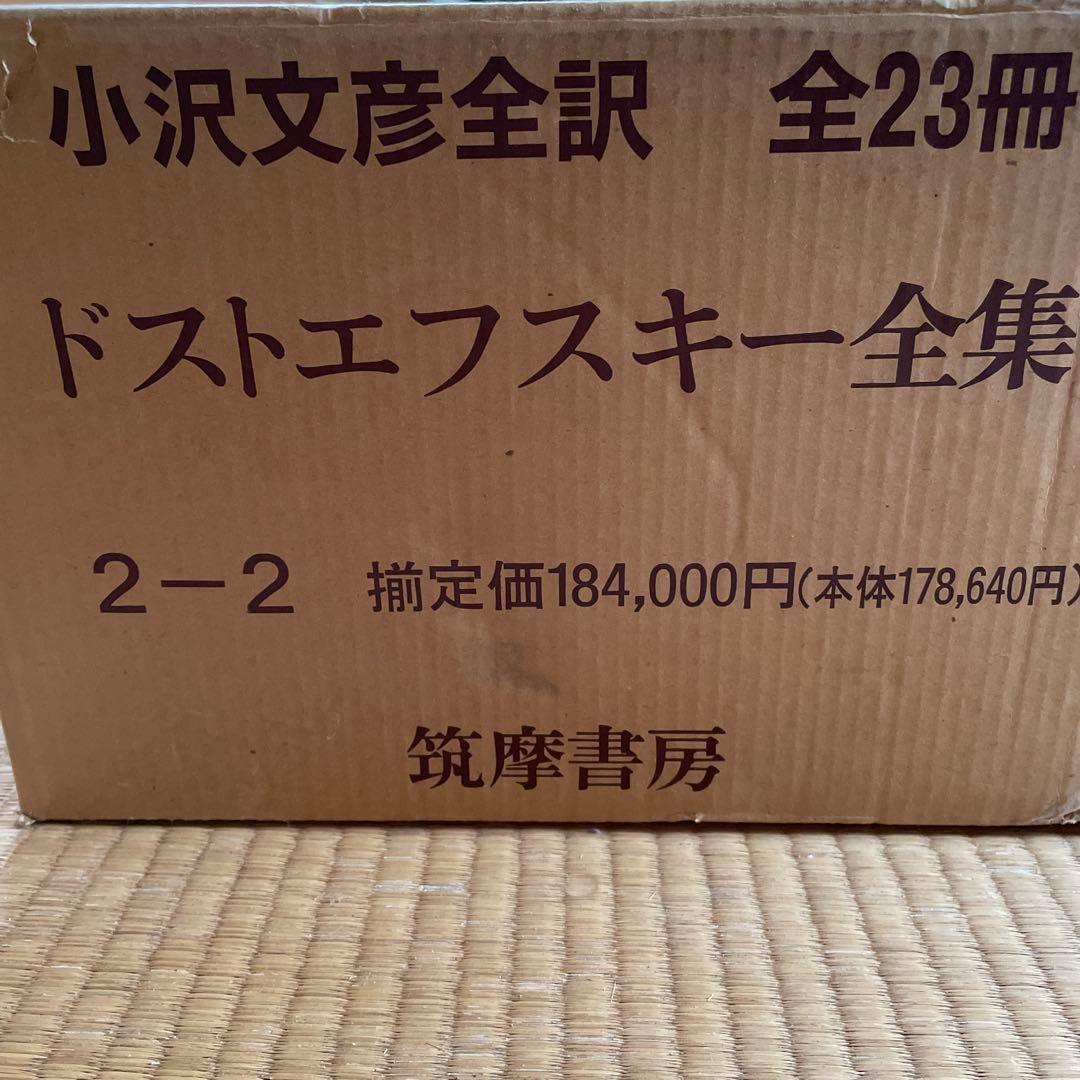 小沢文彦全訳 全23冊
ドストエフスキー全集
2-2 揃定価184,000円(本体178,640円)
筑摩書房